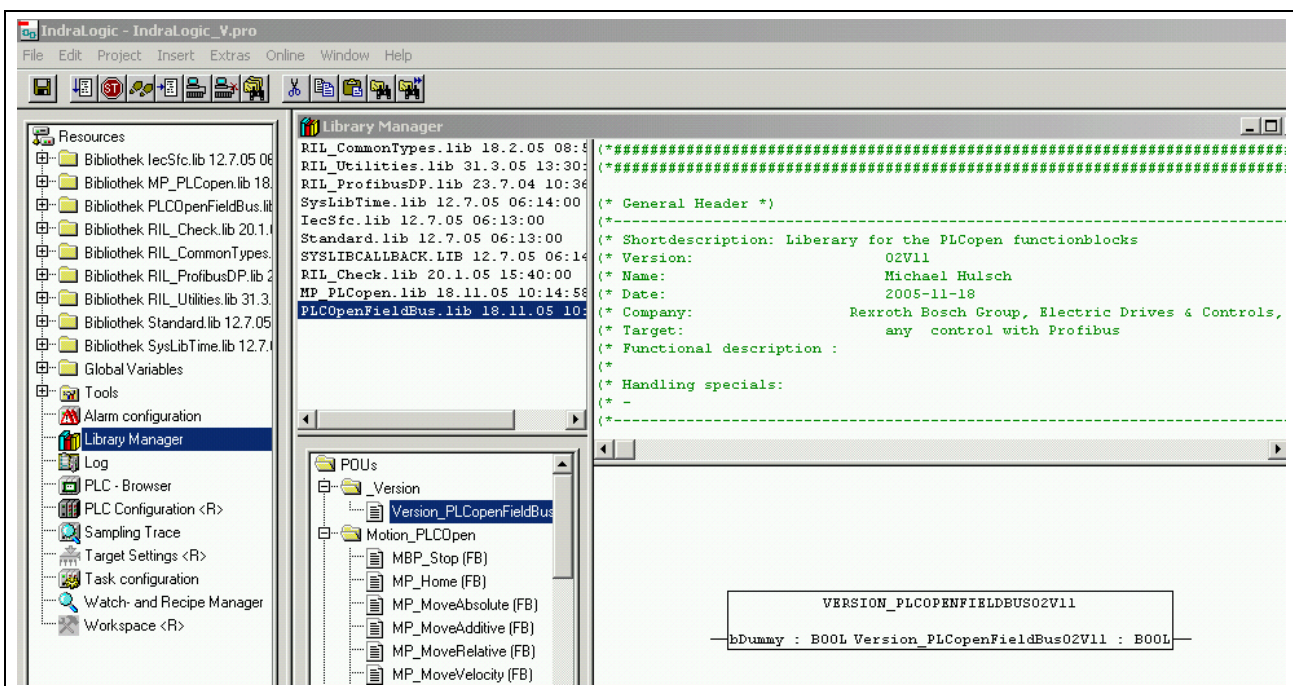 IndraLogic - IndraLogic_V.pro
File Edit Project Insert Extras Online Window Help
ST
Resources
Bibliothek IecSfc.lib 12.7.05 06
Bibliothek MP_PLCopen.lib 18.
Bibliothek PLCOpenFieldBus.lib
Bibliothek RIL_Check.lib 20.1.
Bibliothek RIL_CommonTypes.
Bibliothek RIL_ProfibusDP.lib 2
Bibliothek RIL_Utilities.lib 31.3.
Bibliothek Standard.lib 12.7.05
Bibliothek SysLibTime.lib 12.7.
Global Variables
Tools
Alarm configuration
Library Manager
Log
PLC - Browser
PLC Configuration <R>
Sampling Trace
Target Settings <R>
Task configuration
Watch- and Recipe Manager
Workspace <R>
Library Manager
RIL_CommonTypes.lib 18.2.05 08:5
RIL_Utilities.lib 31.3.05 13:30:
RIL_ProfibusDP.lib 23.7.04 10:36
SysLibTime.lib 12.7.05 06:14:00
IecSfc.lib 12.7.05 06:13:00
Standard.lib 12.7.05 06:13:00
SYSLIBCALLBACK.LIB 12.7.05 06:14
RIL_Check.lib 20.1.05 15:40:00
MP_PLCopen.lib 18.11.05 10:14:58
PLCOpenFieldBus.lib 18.11.05 10:
POUs
_Version
Version_PLCopenFieldBus
Motion_PLCOpen
MBP_Stop (FB)
MP_Home (FB)
MP_MoveAbsolute (FB)
MP_MoveAdditive (FB)
MP_MoveRelative (FB)
MP_MoveVelocity (FB)
(*##########################################################################
(*##########################################################################
(* General Header *)
(*--------------------------------------------------------------------------
(* Shortdescription: Liberary for the PLCopen functionblocks
(* Version: 02V11
(* Name: Michael Hulsch
(* Date: 2005-11-18
(* Company: Rexroth Bosch Group, Electric Drives & Controls,
(* Target: any control with Profibus
(* Functional description :
(*
(* Handling specials:
(* -
(*--------------------------------------------------------------------------
VERSION_PLCOPENFIELDBUS02V11
bDummy : BOOL Version_PLCopenFieldBus02V11 : BOOL